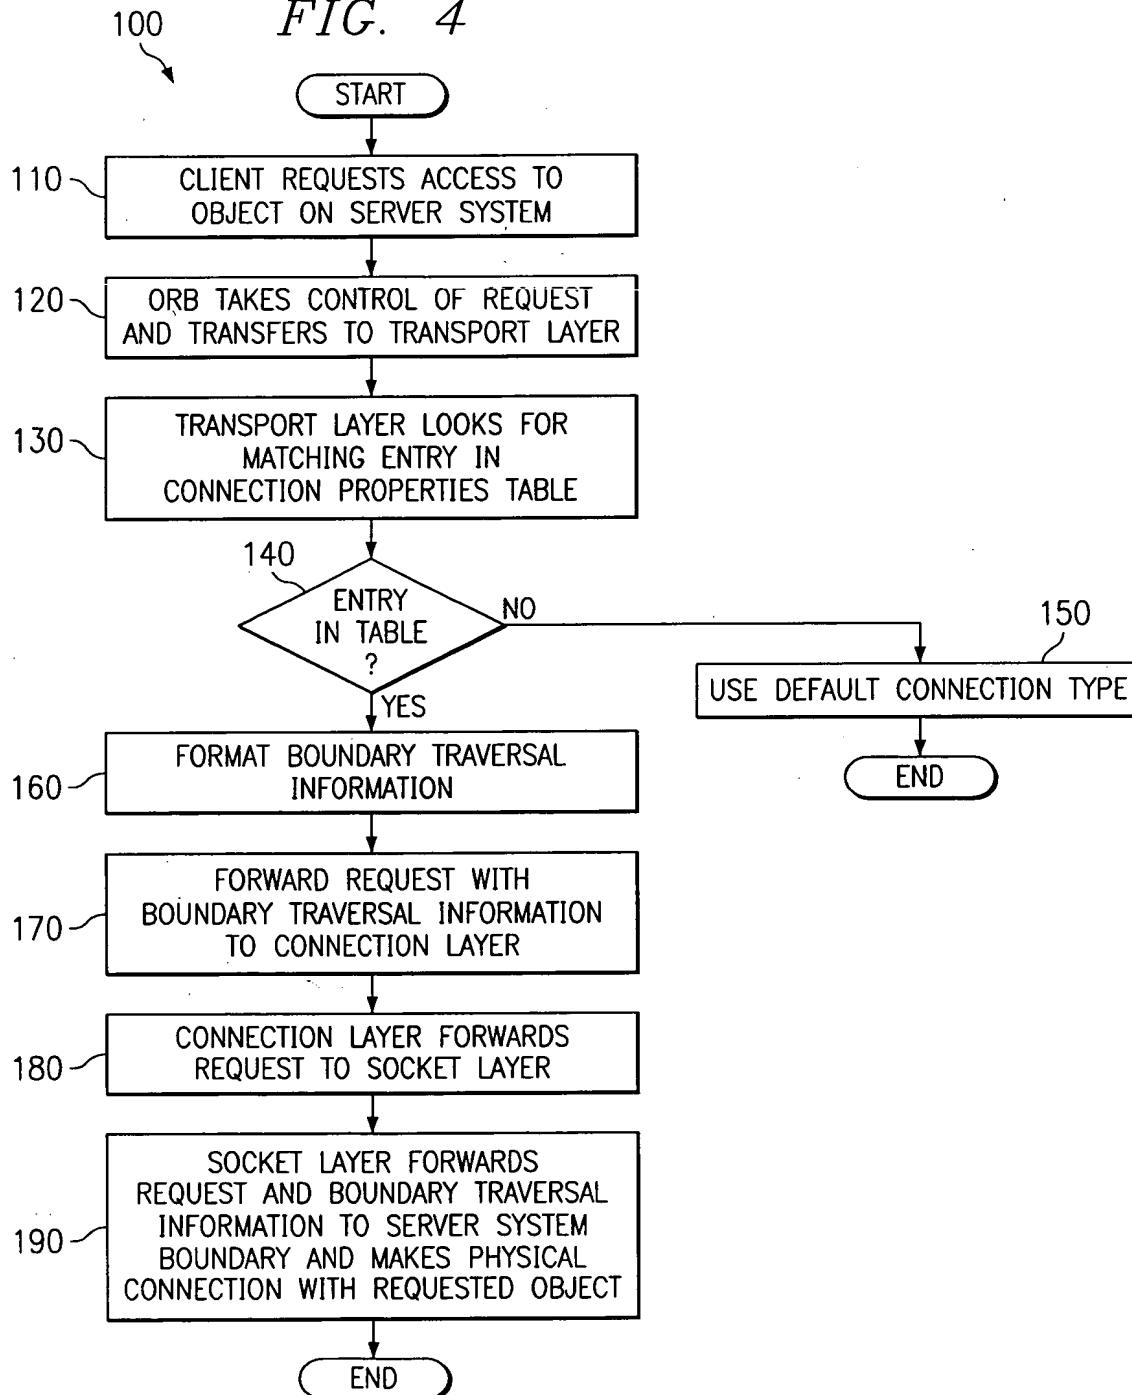 FIG. 4
100
START
110
CLIENT REQUESTS ACCESS TO
OBJECT ON SERVER SYSTEM
120
ORB TAKES CONTROL OF REQUEST
AND TRANSFERS TO TRANSPORT LAYER
130
TRANSPORT LAYER LOOKS FOR
MATCHING ENTRY IN
CONNECTION PROPERTIES TABLE
140
ENTRY
IN TABLE
?
NO
150
USE DEFAULT CONNECTION TYPE
END
YES
160
FORMAT BOUNDARY TRAVERSAL
INFORMATION
170
FORWARD REQUEST WITH
BOUNDARY TRAVERSAL INFORMATION
TO CONNECTION LAYER
180
CONNECTION LAYER FORWARDS
REQUEST TO SOCKET LAYER
190
SOCKET LAYER FORWARDS
REQUEST AND BOUNDARY TRAVERSAL
INFORMATION TO SERVER SYSTEM
BOUNDARY AND MAKES PHYSICAL
CONNECTION WITH REQUESTED OBJECT
END